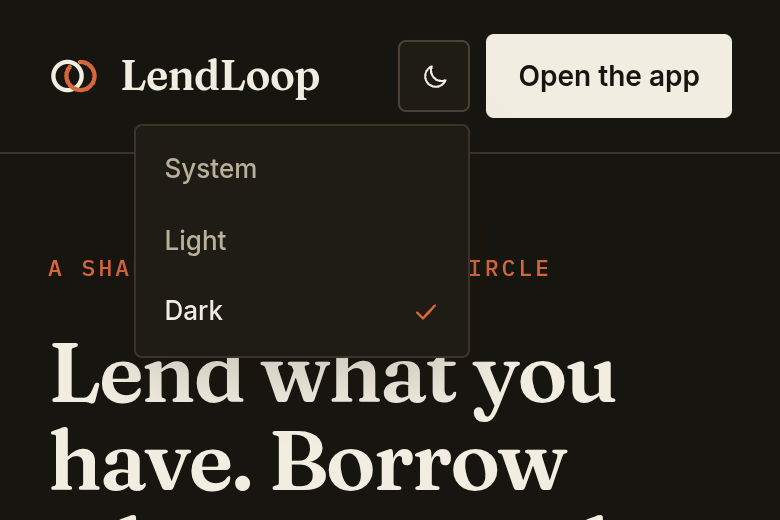 LendLoop
Open the app
System
Light
Dark
A SHA IRCLE
Lend what you
have. Borrow